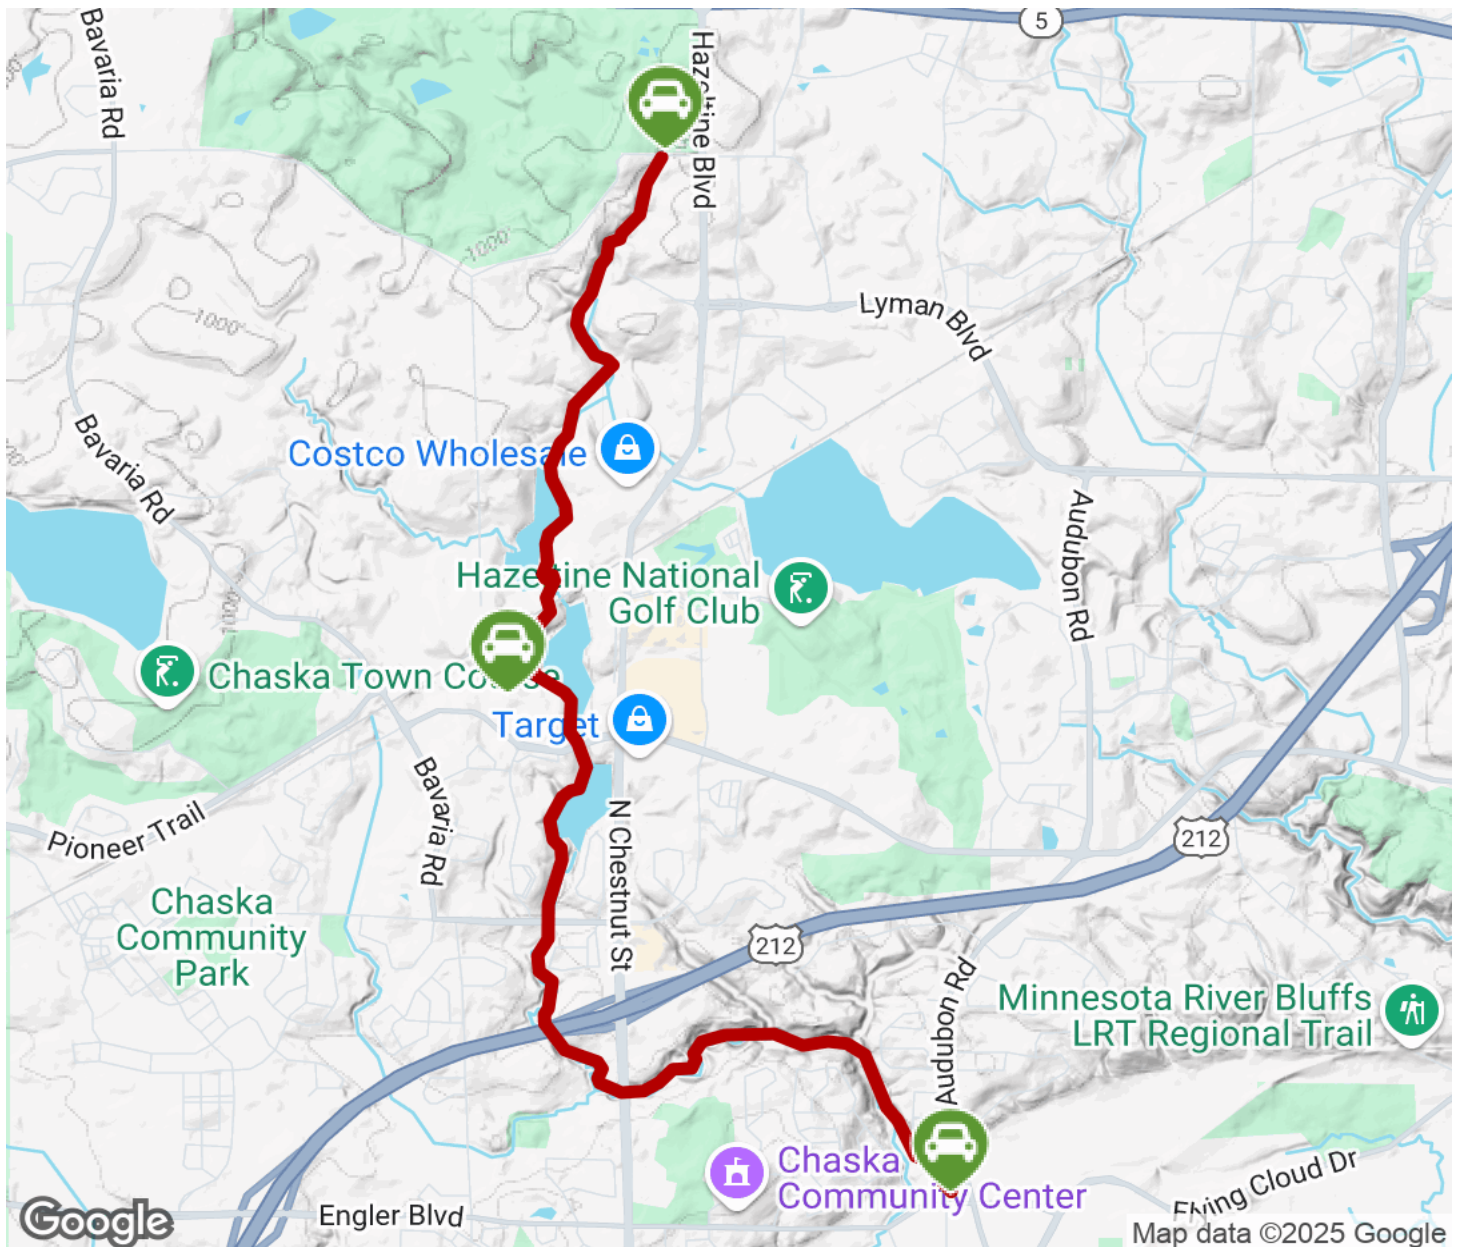 5
Bavaria Rd
Hazeltine Blvd
1000'
1000'
Lyman Blvd
Bavaria Rd
Costco Wholesale
Audubon Rd
Hazeltine National
Golf Club
Chaska Town Course
Target
Bavaria Rd
N Chestnut St
Pioneer Trail
212
Chaska
Community
Park
212
Audubon Rd
Minnesota River Bluffs
LRT Regional Trail
Chaska
Community Center
Flying Cloud Dr
Engler Blvd
Google
Map data ©2025 Google